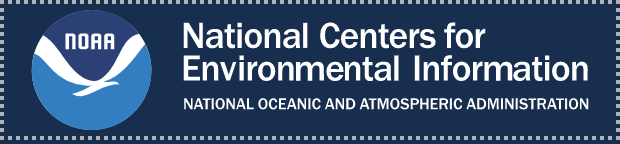 NOAA
National Centers for
Environmental Information
NATIONAL OCEANIC AND ATMOSPHERIC ADMINISTRATION